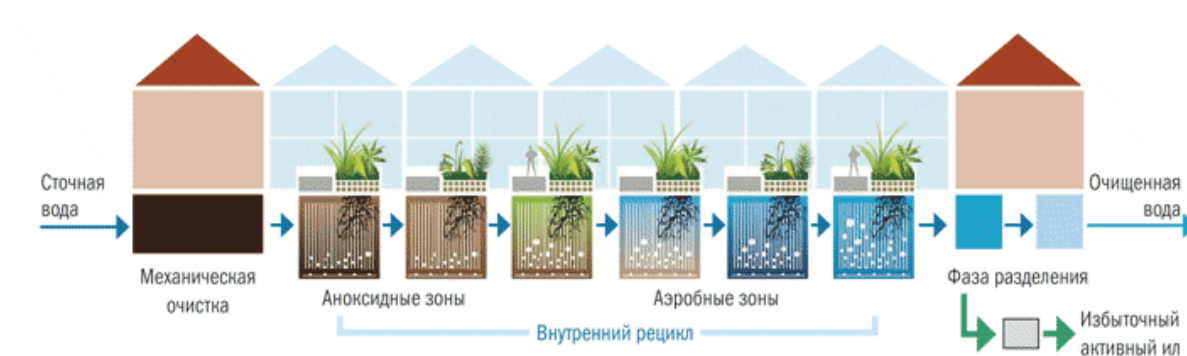 Сточная
вода
Механическая
очистка
Аноксидные зоны
Аэробные зоны
Внутренний рецикл
Фаза разделения
Очищенная
вода
Избыточный
активный ил